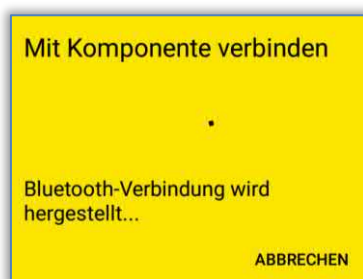 Mit Komponente verbinden
Bluetooth-Verbindung wird
hergestellt...
ABBRECHEN